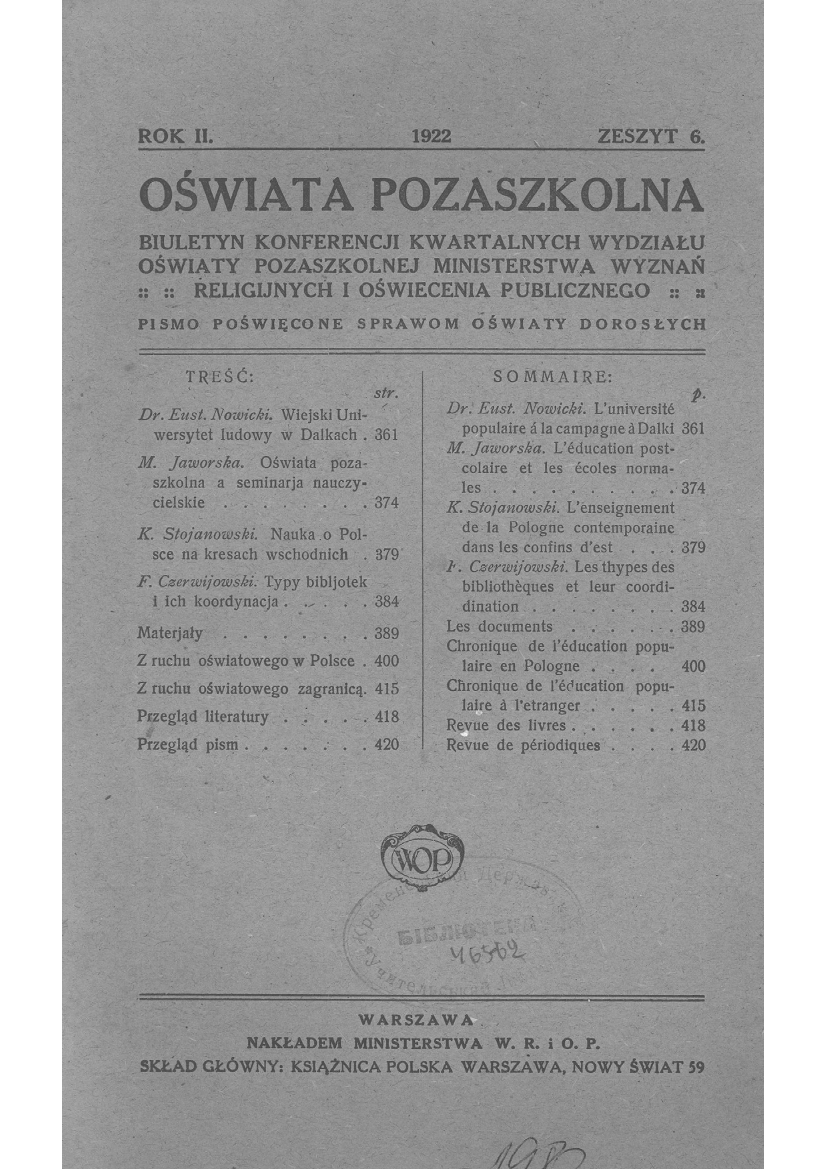 ROK II. 1922 ZESZYT 6.
OŚWIATA POZASZKOLNA
BIULETYN KONFERENCJI KWARTALNYCH WYDZIAŁU
OŚWIATY POZASZKOLNEJ MINISTERSTWA WYZNAŃ
:: :: RELIGIJNYCH I OŚWIECENIA PUBLICZNEGO :: ::
PISMO POŚWIĘCONE SPRAWOM OŚWIATY DOROSŁYCH
TREŚĆ:
str.
Dr. Eust. Nowicki. Wiejski Uni-
wersytet ludowy w Dalkach . 361
M. Jaworska. Oświata poza-
szkolna a seminarja nauczy-
cielskie . . . . . . . . 374
K. Stojanowski. Nauka o Pol-
sce na kresach wschodnich . 379
F. Czerwijowski. Typy bibljotek
i ich koordynacja . . . . . 384
Materjały . . . . . . . . 389
Z ruchu oświatowego w Polsce . 400
Z ruchu oświatowego zagranicą. 415
Przegląd literatury . . . . . 418
Przegląd pism . . . . . . . 420
SOMMAIRE:
p.
Dr. Eust. Nowicki. L'université
populaire á la campagne à Dalki 361
M. Jaworska. L'éducation post-
colaire et les écoles norma-
les . . . . . . . . . . 374
K. Stojanowski. L'enseignement
de la Pologne contemporaine
dans les confins d'est . . . 379
F. Czerwijowski. Les thypes des
bibliothèques et leur coordi-
dination . . . . . . . . 384
Les documents . . . . . . 389
Chronique de l'éducation popu-
laire en Pologne . . . . 400
Chronique de l'éducation popu-
laire à l'etranger . . . . . 415
Revue des livres . . . . . . 418
Revue de périodiques . . . . 420
WOP
БІБЛІОТЕКА
46562
WARSZAWA
NAKŁADEM MINISTERSTWA W. R. i O. P.
SKŁAD GŁÓWNY: KSIĄŻNICA POLSKA WARSZAWA, NOWY ŚWIAT 59